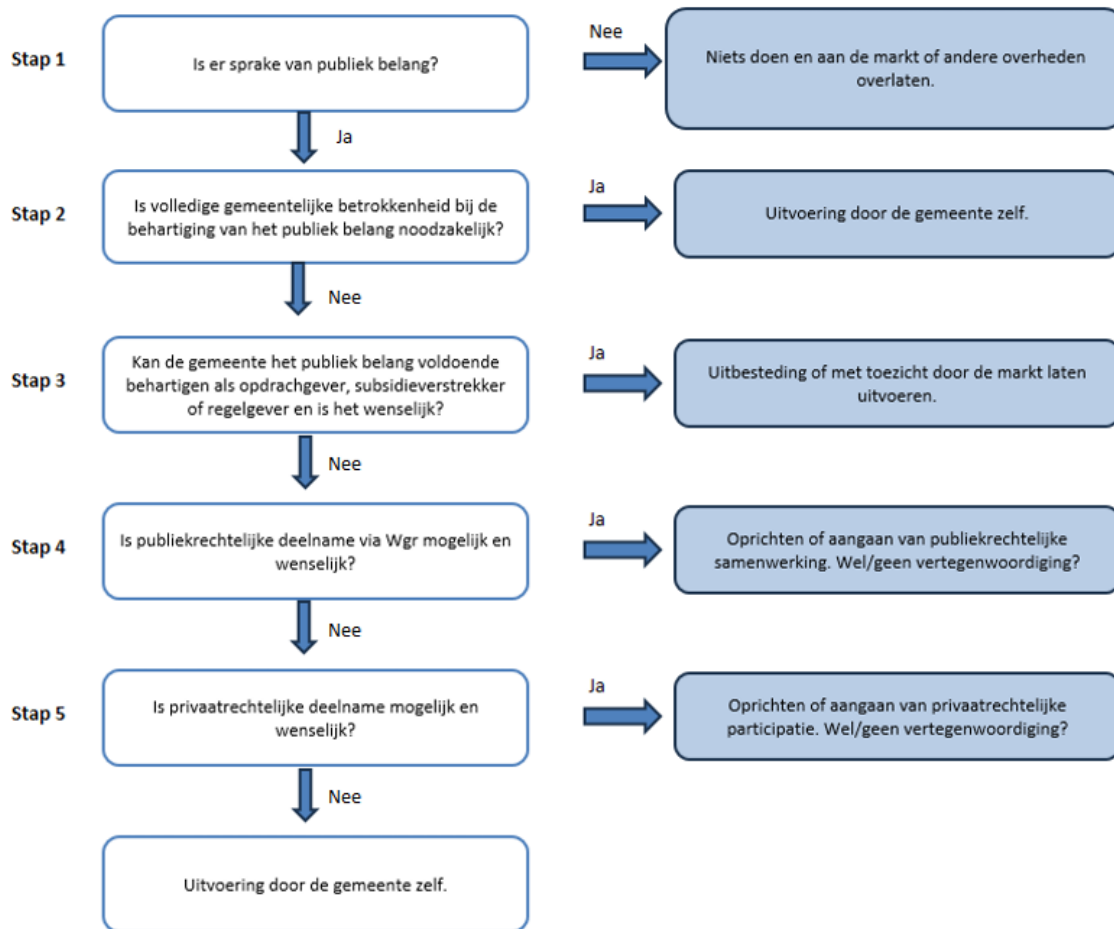 Stap 1
Is er sprake van publiek belang?
Nee
Niets doen en aan de markt of andere overheden
overlaten.
Ja
Stap 2
Is volledige gemeentelijke betrokkenheid bij de
behartiging van het publiek belang noodzakelijk?
Ja
Uitvoering door de gemeente zelf.
Nee
Stap 3
Kan de gemeente het publiek belang voldoende
behartigen als opdrachgever, subsidieverstrekker
of regelgever en is het wenselijk?
Ja
Uitbesteding of met toezicht door de markt laten
uitvoeren.
Nee
Stap 4
Is publiekrechtelijke deelname via Wgr mogelijk en
wenselijk?
Ja
Oprichten of aangaan van publiekrechtelijke
samenwerking. Wel/geen vertegenwoordiging?
Nee
Stap 5
Is privaatrechtelijke deelname mogelijk en
wenselijk?
Ja
Oprichten of aangaan van privaatrechtelijke
participatie. Wel/geen vertegenwoordiging?
Nee
Uitvoering door de gemeente zelf.